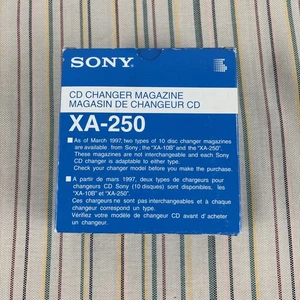 SONY
CD CHANGER MAGAZINE
MAGASIN DE CHANGEUR CD
XA-250
■ As of March 1997, two types of 10 disc changer magazines
are available from Sony ; the "XA-10B" and the "XA-250".
These magazines are not interchangeable and each Sony
CD changer is adaptable to either type.
Check your changer model before you make the purchase.
■ A partir de mars 1997, deux types de chargeurs pour
changeurs CD Sony (10 disques) sont disponibles, les
"XA-10B" et "XA-250".
Ces chargeurs ne sont pas interchangeables et à chaque
changeur correspond un type.
Vérifiez votre modèle de changeur CD avant d'acheter
un chargeur.